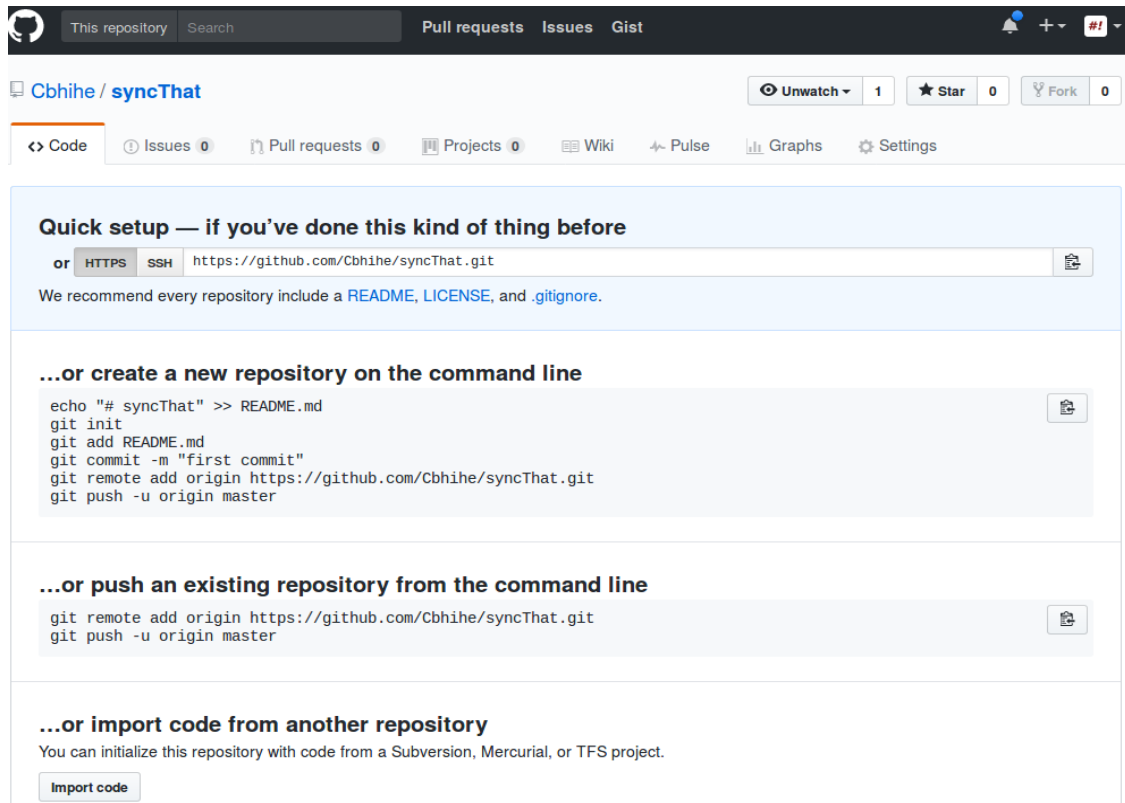 This repository Search Pull requests Issues Gist #!
Cbhihe / syncThat Unwatch 1 Star 0 Fork 0
<> Code Issues 0 Pull requests 0 Projects 0 Wiki Pulse Graphs Settings
Quick setup — if you’ve done this kind of thing before
or HTTPS SSH https://github.com/Cbhihe/syncThat.git
We recommend every repository include a README, LICENSE, and .gitignore.
…or create a new repository on the command line
echo "# syncThat" >> README.md
git init
git add README.md
git commit -m "first commit"
git remote add origin https://github.com/Cbhihe/syncThat.git
git push -u origin master
…or push an existing repository from the command line
git remote add origin https://github.com/Cbhihe/syncThat.git
git push -u origin master
…or import code from another repository
You can initialize this repository with code from a Subversion, Mercurial, or TFS project.
Import code